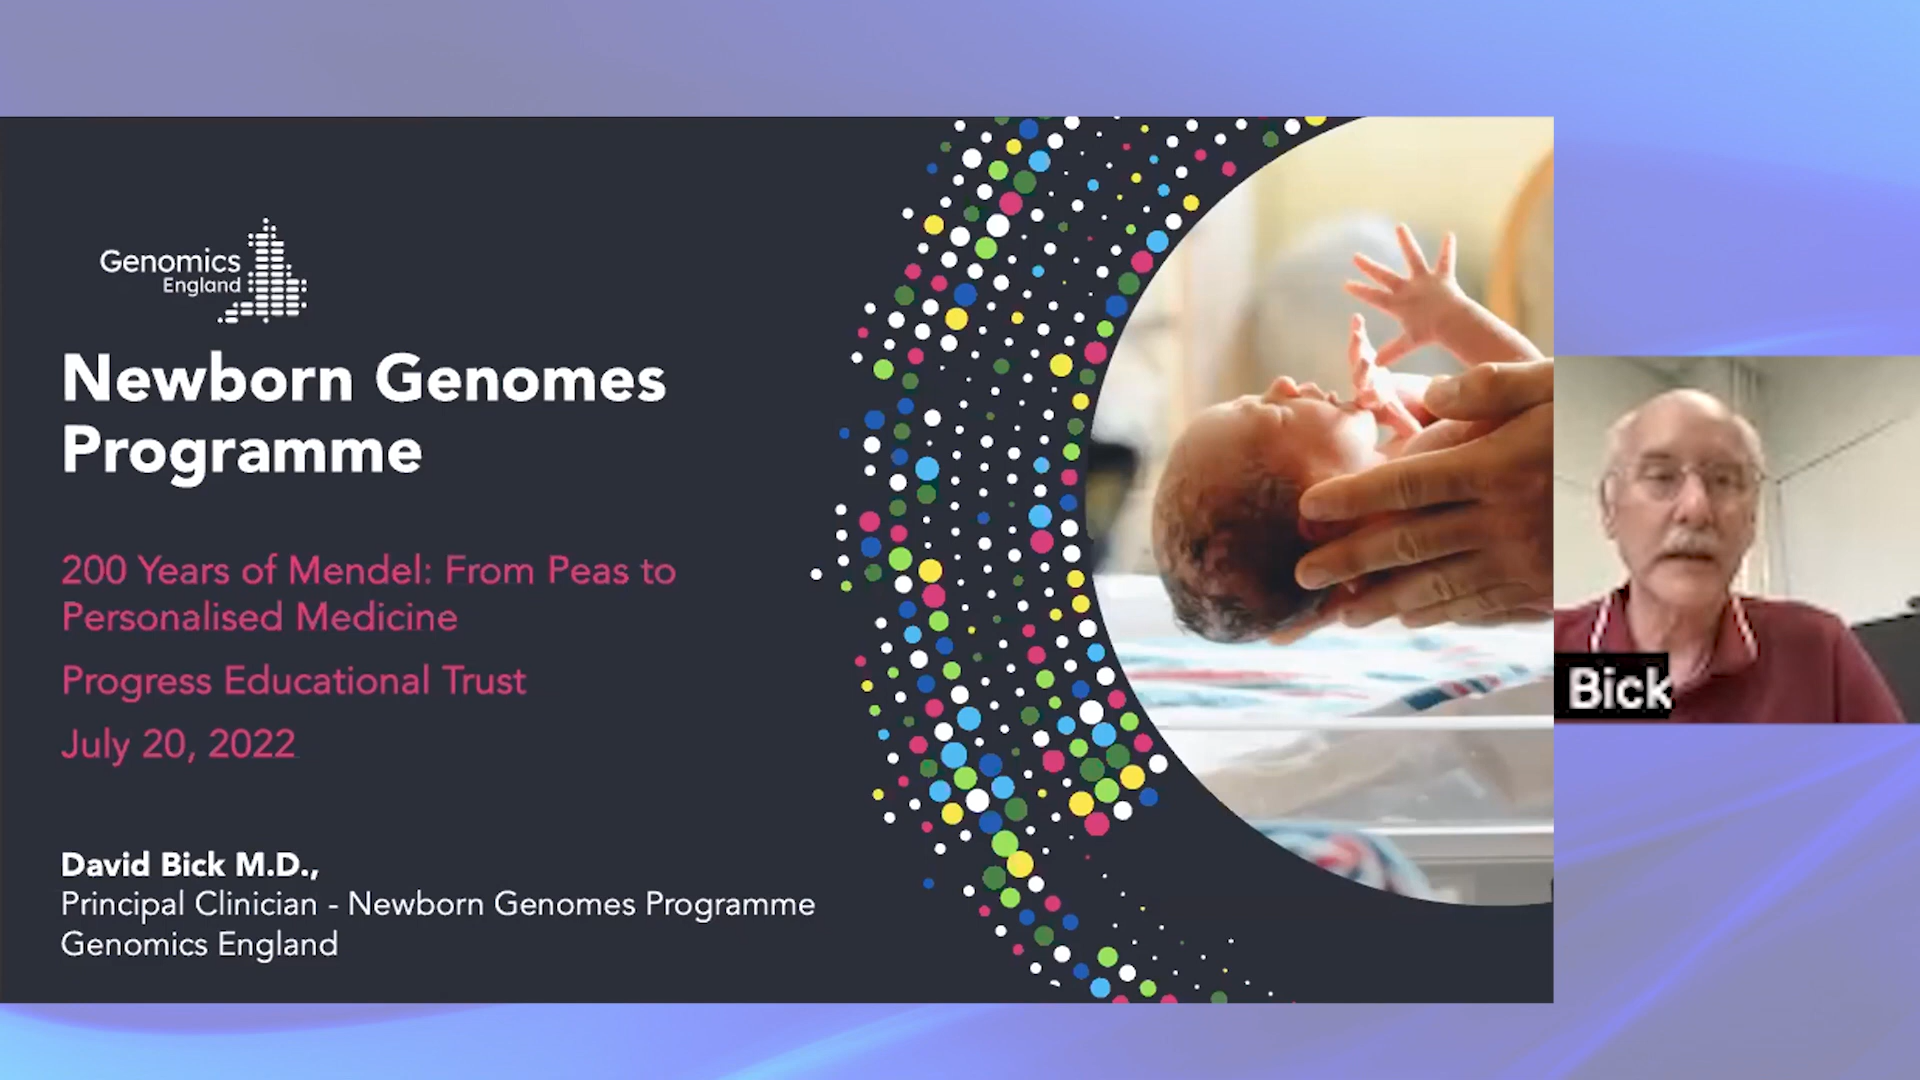 Genomics
England
Newborn Genomes
Programme
200 Years of Mendel: From Peas to
Personalised Medicine
Progress Educational Trust
July 20, 2022
David Bick M.D.,
Principal Clinician - Newborn Genomes Programme
Genomics England
Bick